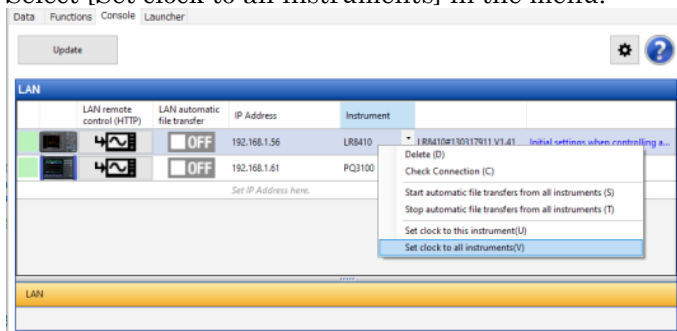 Select [Set clock to all instruments] in the menu.
Data Functions Console Launcher
Update
LAN
LAN remote control (HTTP) LAN automatic file transfer IP Address Instrument
OFF 192.168.1.56 LR8410 LR8410#130317911 V1.41 Initial settings when controlling a...
OFF 192.168.1.61 PQ3100
Set IP Address here.
Delete (D)
Check Connection (C)
Start automatic file transfers from all instruments (S)
Stop automatic file transfers from all instruments (T)
Set clock to this instrument(U)
Set clock to all instruments(V)
LAN